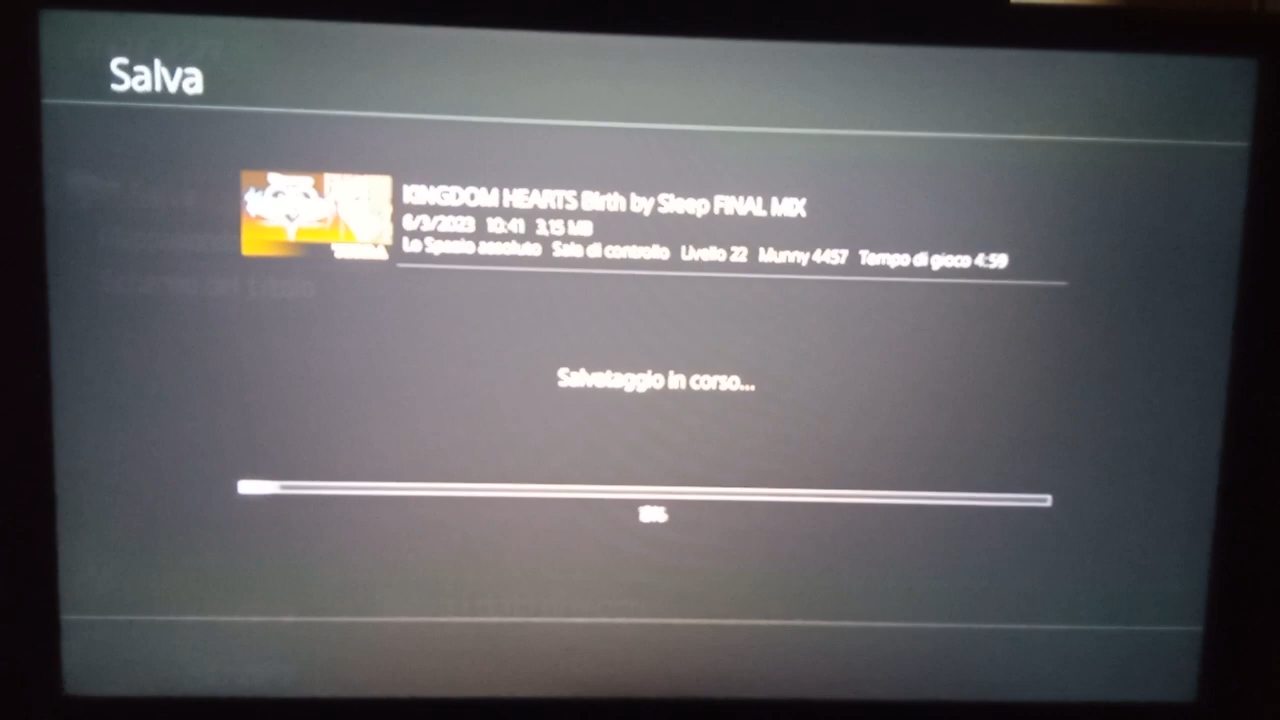 Salva
KINGDOM HEARTS Birth by Sleep FINAL MIX
6/3/2023 10:41 3,15 MB
Lo Spazio assoluto Sala di controllo Livello 22 Munny 4457 Tempo di gioco 4:59
Salvataggio in corso...